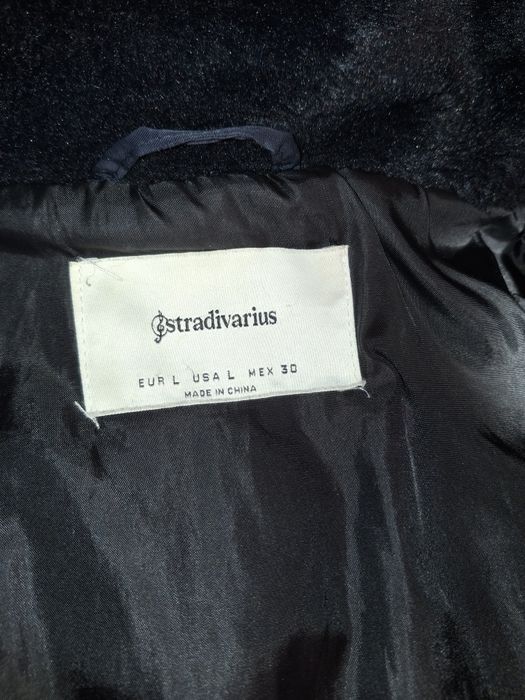 stradivarius
EUR L USA L MEX 30
MADE IN CHINA